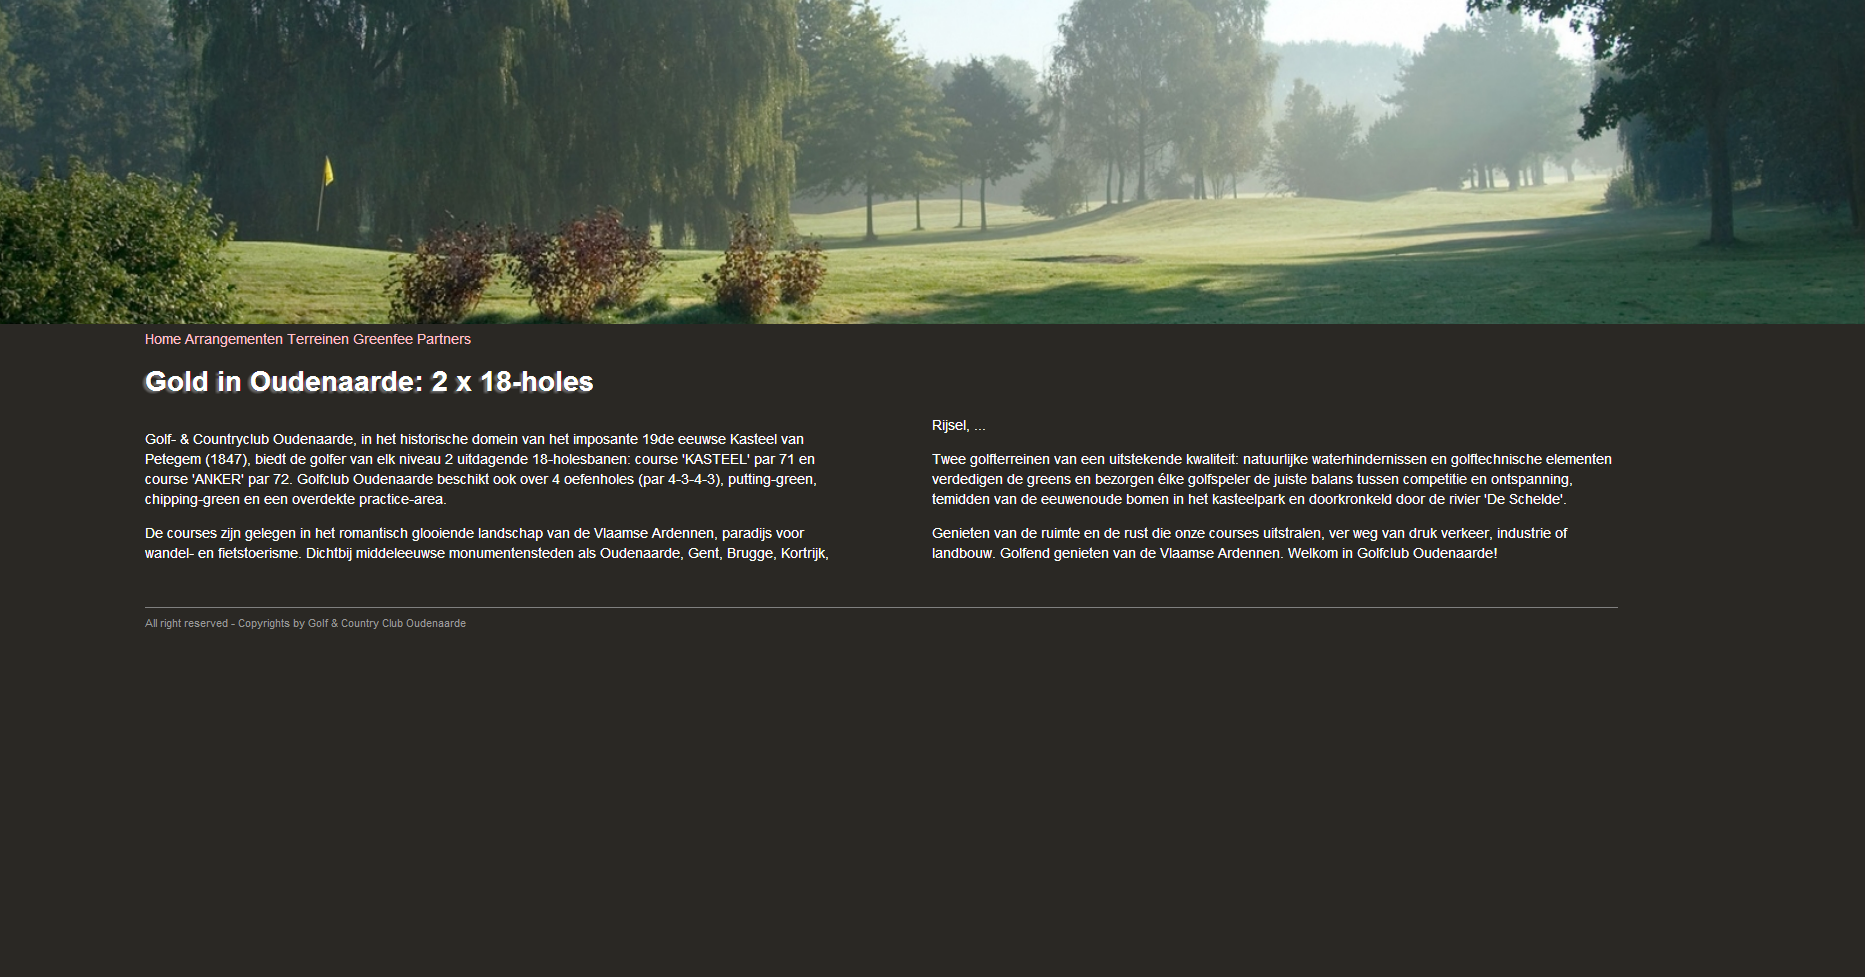 Home Arrangementen Terreinen Greenfee Partners
Gold in Oudenaarde: 2 x 18-holes
Golf- & Countryclub Oudenaarde, in het historische domein van het imposante 19de eeuwse Kasteel van
Petegem (1847), biedt de golfer van elk niveau 2 uitdagende 18-holesbanen: course 'KASTEEL' par 71 en
course 'ANKER' par 72. Golfclub Oudenaarde beschikt ook over 4 oefenholes (par 4-3-4-3), putting-green,
chipping-green en een overdekte practice-area.
De courses zijn gelegen in het romantisch glooiende landschap van de Vlaamse Ardennen, paradijs voor
wandel- en fietstoerisme. Dichtbij middeleeuwse monumentensteden als Oudenaarde, Gent, Brugge, Kortrijk,
Rijsel, ...
Twee golfterreinen van een uitstekende kwaliteit: natuurlijke waterhindernissen en golftechnische elementen
verdedigen de greens en bezorgen élke golfspeler de juiste balans tussen competitie en ontspanning,
temidden van de eeuwenoude bomen in het kasteelpark en doorkronkeld door de rivier 'De Schelde'.
Genieten van de ruimte en de rust die onze courses uitstralen, ver weg van druk verkeer, industrie of
landbouw. Golfend genieten van de Vlaamse Ardennen. Welkom in Golfclub Oudenaarde!
All right reserved - Copyrights by Golf & Country Club Oudenaarde